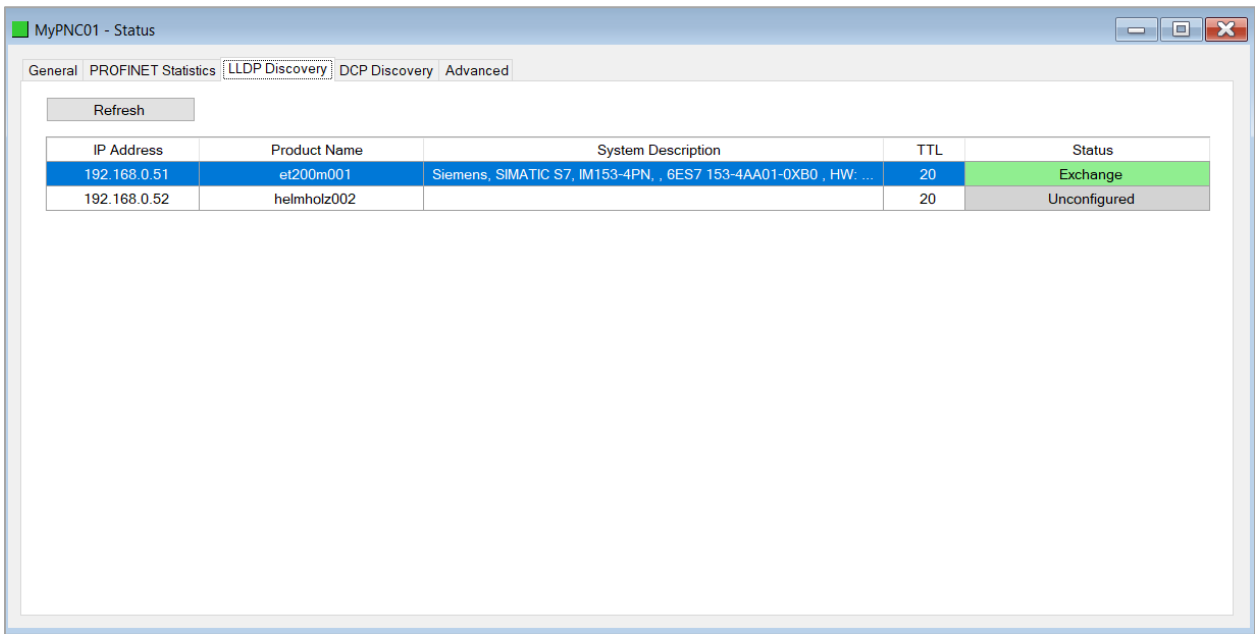 MyPNC01 - Status
General PROFINET Statistics LLDP Discovery DCP Discovery Advanced
Refresh
IP Address Product Name System Description TTL Status
192.168.0.51 et200m001 Siemens, SIMATIC S7, IM153-4PN, , 6ES7 153-4AA01-0XB0 , HW: ... 20 Exchange
192.168.0.52 helmholz002 20 Unconfigured